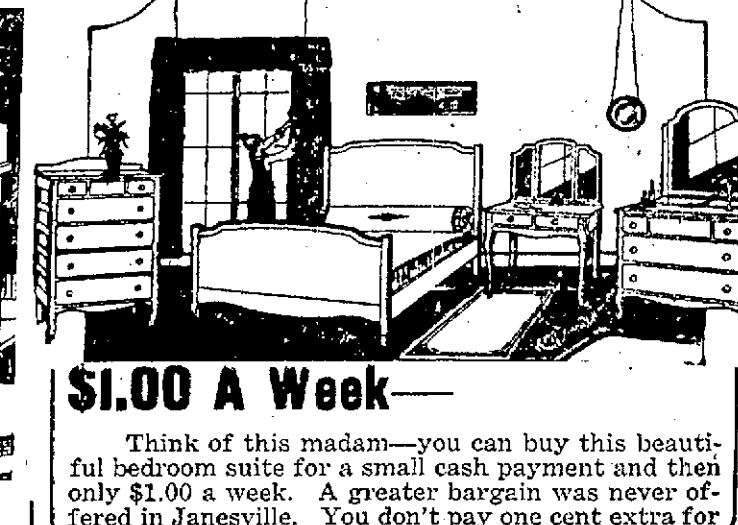 $1.00 A Week—
Think of this madam—you can buy this beauti-
ful bedroom suite for a small cash payment and then
only $1.00 a week. A greater bargain was never of-
fered in Janesville. You don't pay one cent extra for